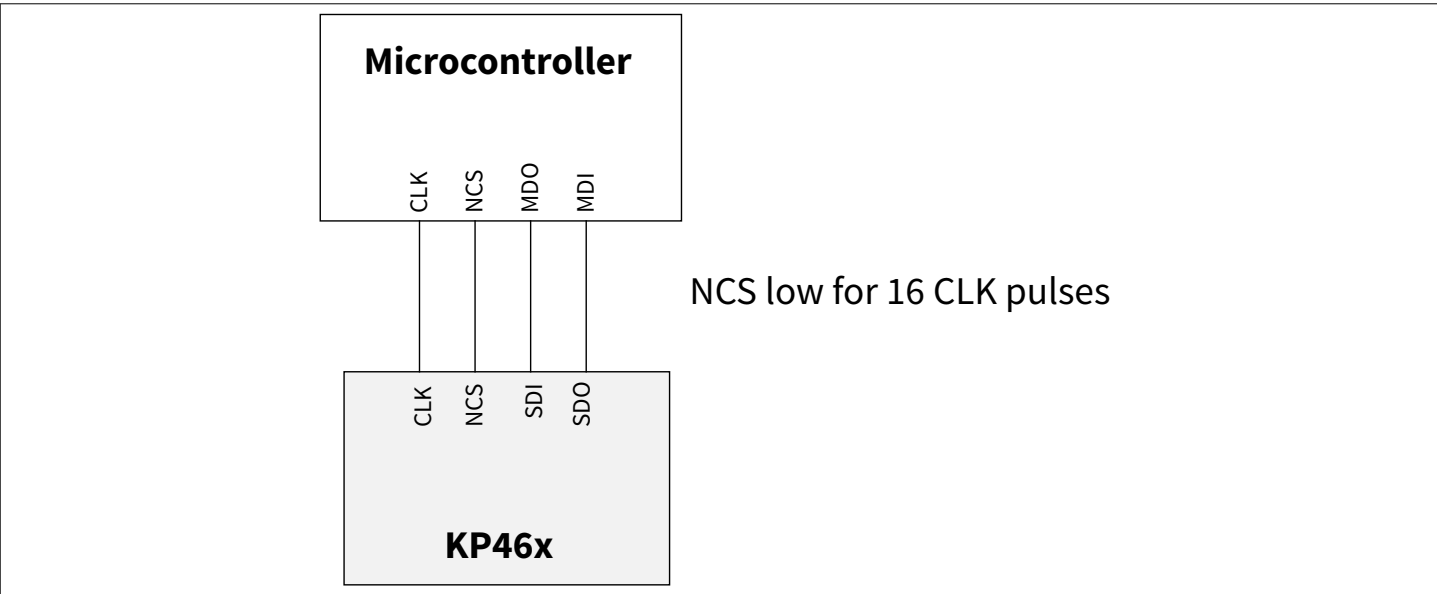 Microcontroller
CLK NCS MDO MDI
NCS low for 16 CLK pulses
CLK NCS SDI SDO
KP46x